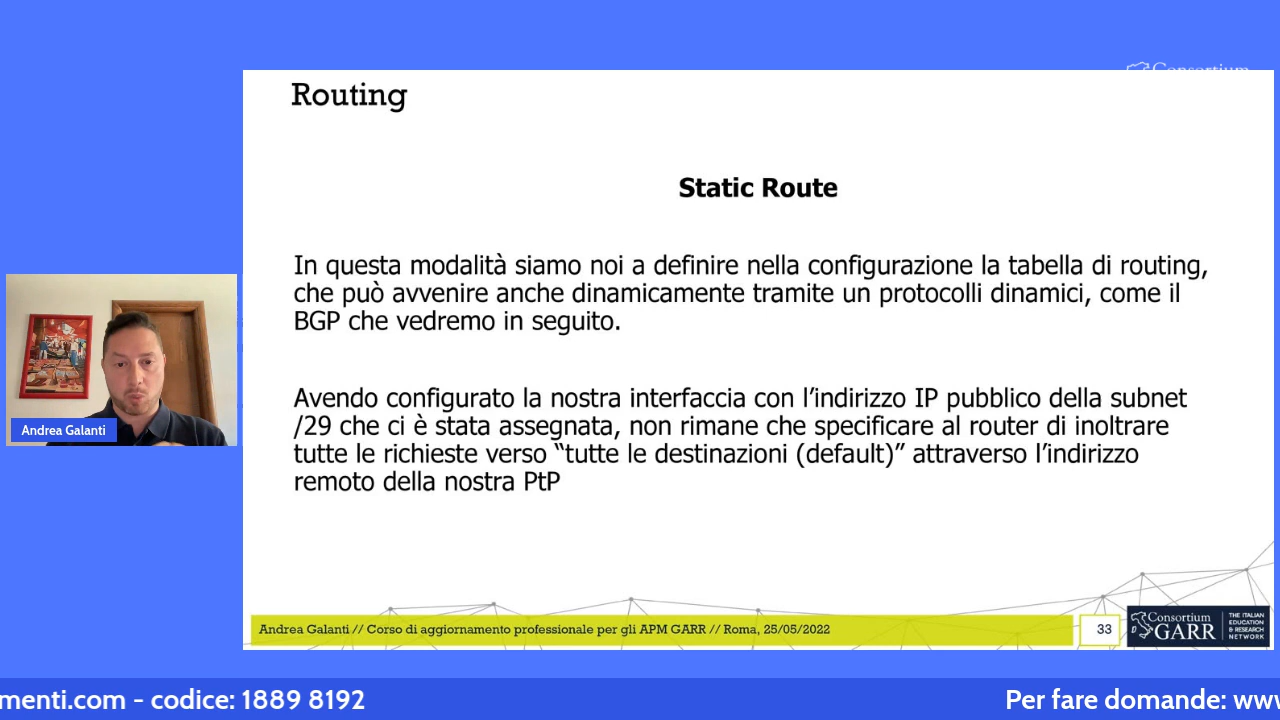 Consortium
Routing
Static Route
In questa modalità siamo noi a definire nella configurazione la tabella di routing,
che può avvenire anche dinamicamente tramite un protocolli dinamici, come il
BGP che vedremo in seguito.
Avendo configurato la nostra interfaccia con l’indirizzo IP pubblico della subnet
/29 che ci è stata assegnata, non rimane che specificare al router di inoltrare
tutte le richieste verso “tutte le destinazioni (default)” attraverso l’indirizzo
remoto della nostra PtP
Andrea Galanti
Andrea Galanti // Corso di aggiornamento professionale per gli APM GARR // Roma, 25/05/2022
33
Consortium
GARR
THE ITALIAN
EDUCATION
& RESEARCH
NETWORK
menti.com - codice: 1889 8192
Per fare domande: www